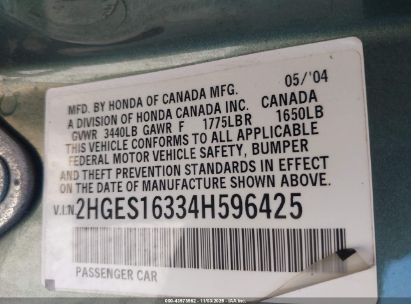 MFD. BY HONDA OF CANADA MFG. 05/'04
A DIVISION OF HONDA CANADA INC. CANADA
GVWR 3440LB GAWR F 1775LBR 1650LB
THIS VEHICLE CONFORMS TO ALL APPLICABLE
FEDERAL MOTOR VEHICLE SAFETY, BUMPER
AND THEFT PREVENTION STANDARDS IN EFFECT
ON THE DATE OF MANUFACTURE SHOWN ABOVE.
V.I.N. 2HGES16334H596425
PASSENGER CAR